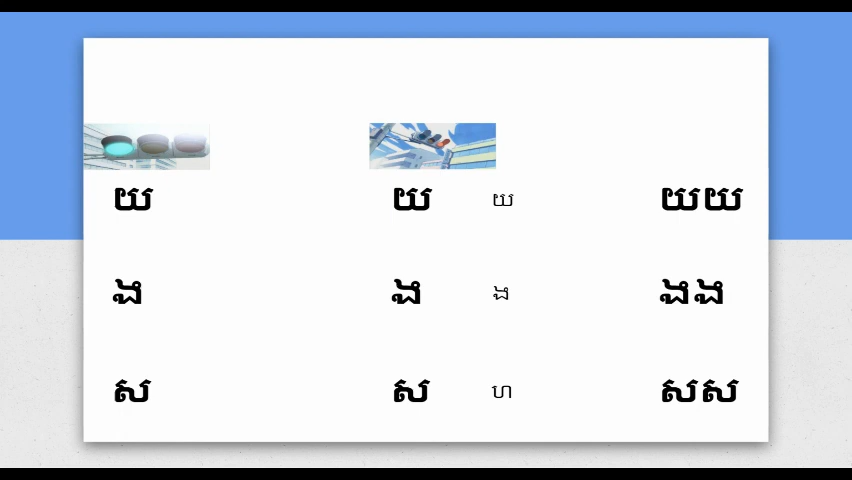 យ យ យ យយ
ង ង ង ងង
ស ស ហ សស